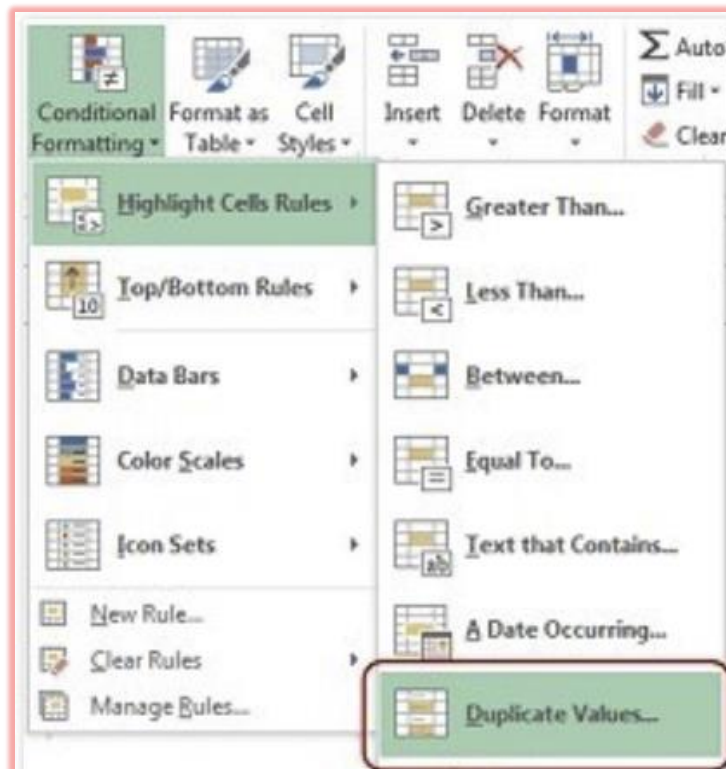 Conditional Formatting
Format as Table
Cell Styles
Insert
Delete
Format
Σ Auto
Fill
Clear
Highlight Cells Rules
Top/Bottom Rules
Data Bars
Color Scales
Icon Sets
New Rule...
Clear Rules
Manage Rules...
Greater Than...
Less Than...
Between...
Equal To...
Text that Contains...
A Date Occurring...
Duplicate Values...